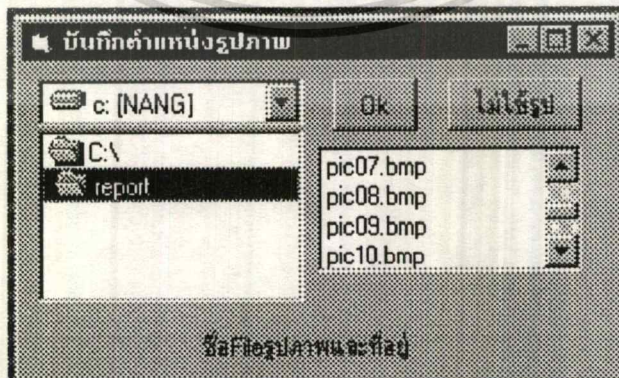 บันทึกตำแหน่งรูปภาพ
c: [NANG]
Ok
ไม่ใช้รูป
C:\
report
pic07.bmp
pic08.bmp
pic09.bmp
pic10.bmp
ชื่อFileรูปภาพและที่อยู่